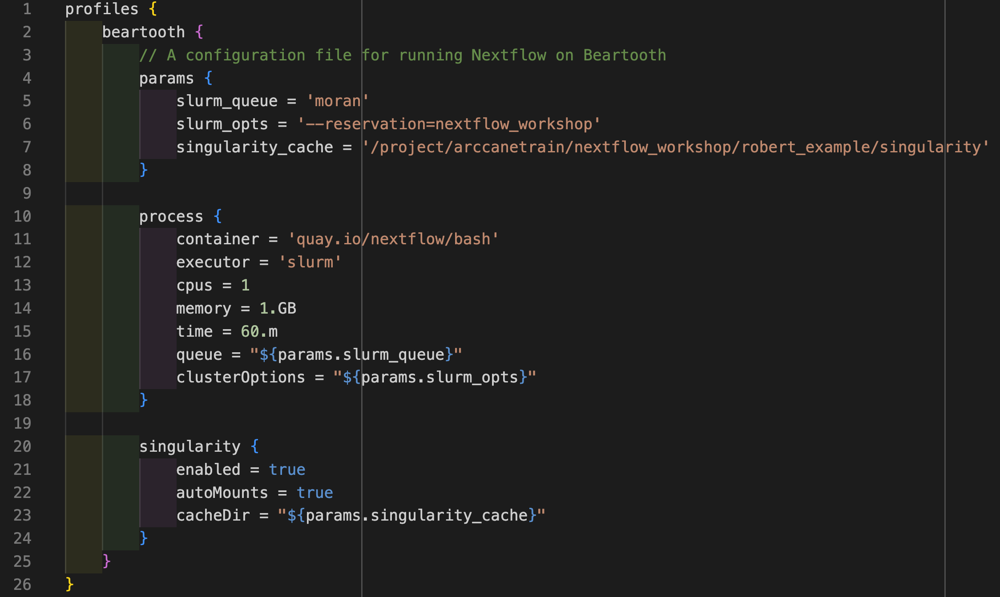 1 profiles {
2 beartooth {
3 // A configuration file for running Nextflow on Beartooth
4 params {
5 slurm_queue = 'moran'
6 slurm_opts = '--reservation=nextflow_workshop'
7 singularity_cache = '/project/arccanetrain/nextflow_workshop/robert_example/singularity'
8 }
9
10 process {
11 container = 'quay.io/nextflow/bash'
12 executor = 'slurm'
13 cpus = 1
14 memory = 1.GB
15 time = 60.m
16 queue = "${params.slurm_queue}"
17 clusterOptions = "${params.slurm_opts}"
18 }
19
20 singularity {
21 enabled = true
22 autoMounts = true
23 cacheDir = "${params.singularity_cache}"
24 }
25 }
26 }